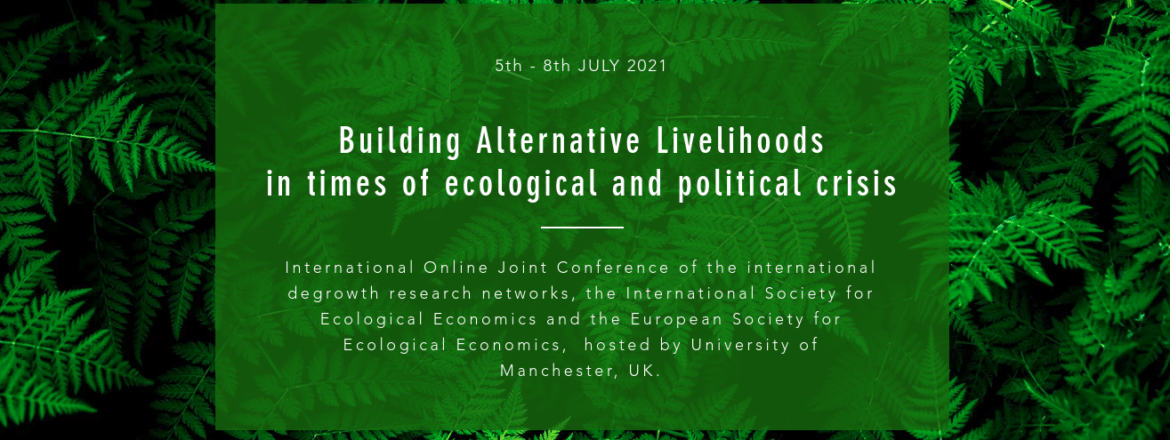 5th - 8th JULY 2021
Building Alternative Livelihoods
in times of ecological and political crisis
International Online Joint Conference of the international
degrowth research networks, the International Society for
Ecological Economics and the European Society for
Ecological Economics,  hosted by University of
Manchester, UK.